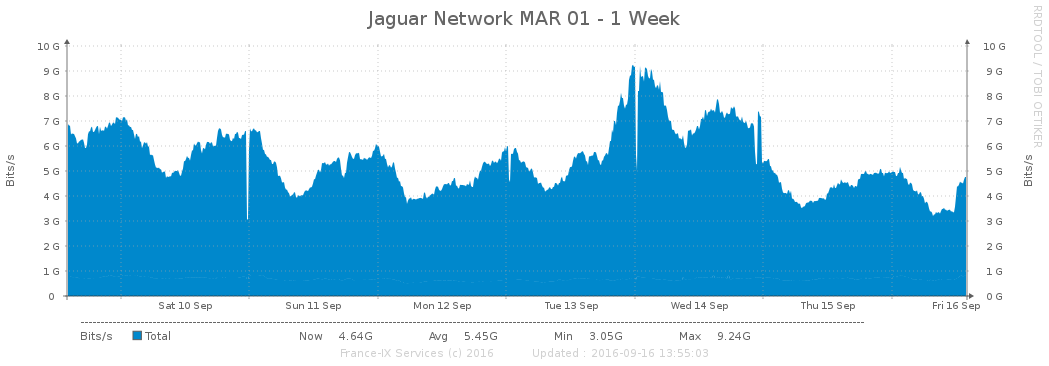 Jaguar Network MAR 01 - 1 Week
RRDTOOL / TOBI OETIKER
Bits/s
10 G
9 G
8 G
7 G
6 G
5 G
4 G
3 G
2 G
1 G
0
10 G
9 G
8 G
7 G
6 G
5 G
4 G
3 G
2 G
1 G
0 G
Bits/s
Sat 10 Sep Sun 11 Sep Mon 12 Sep Tue 13 Sep Wed 14 Sep Thu 15 Sep Fri 16 Sep
Bits/s Total Now 4.64G Avg 5.45G Min 3.05G Max 9.24G
France-IX Services (c) 2016 Updated : 2016-09-16 13:55:03